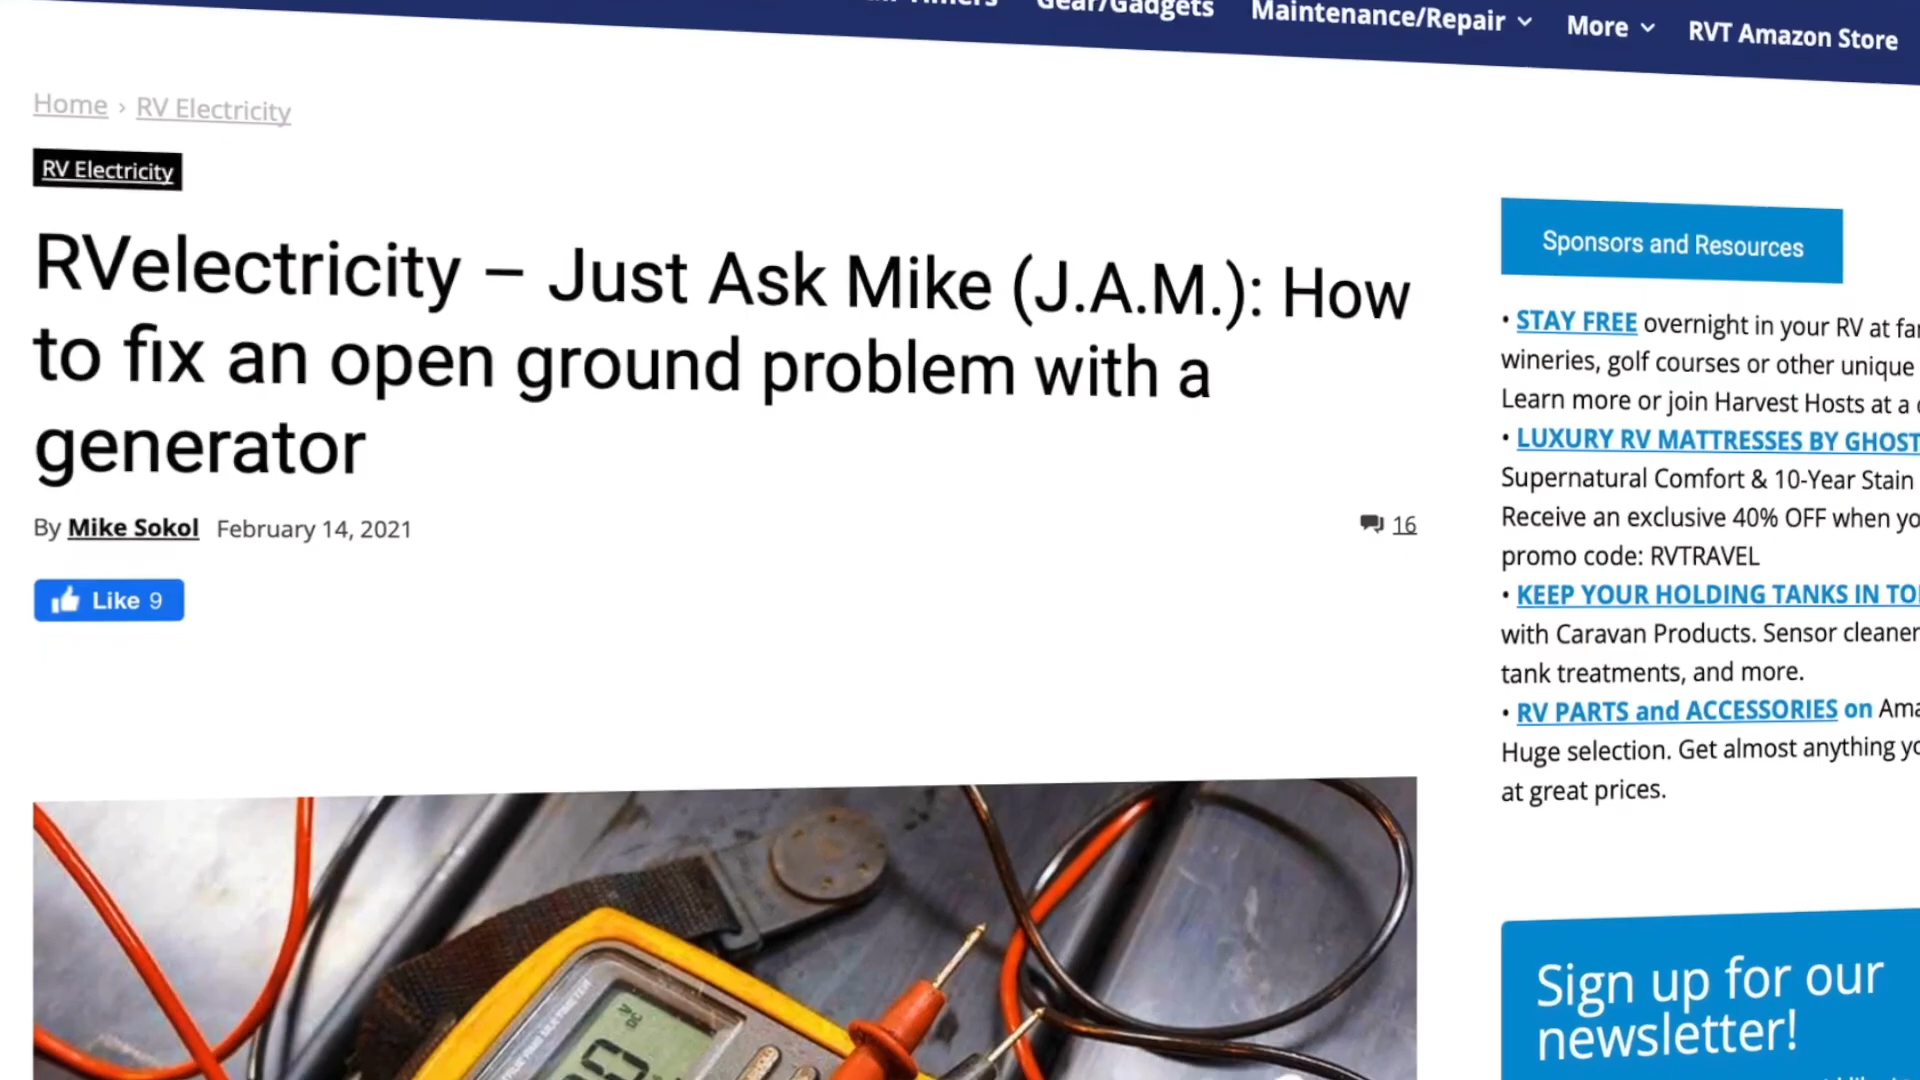 Gear/Gadgets Maintenance/Repair More RVT Amazon Store
Home › RV Electricity
RV Electricity
RVelectricity – Just Ask Mike (J.A.M.): How
to fix an open ground problem with a
generator
By Mike Sokol February 14, 2021
16
Like 9
Sponsors and Resources
• STAY FREE overnight in your RV at
wineries, golf courses or other unique
Learn more or join Harvest Hosts at a
• LUXURY RV MATTRESSES BY GHOST
Supernatural Comfort & 10-Year Stain
Receive an exclusive 40% OFF when
promo code: RVTRAVEL
• KEEP YOUR HOLDING TANKS IN
with Caravan Products. Sensor cleaner
tank treatments, and more.
• RV PARTS and ACCESSORIES on
Huge selection. Get almost anything
at great prices.
DC V
Sign up for our
newsletter!